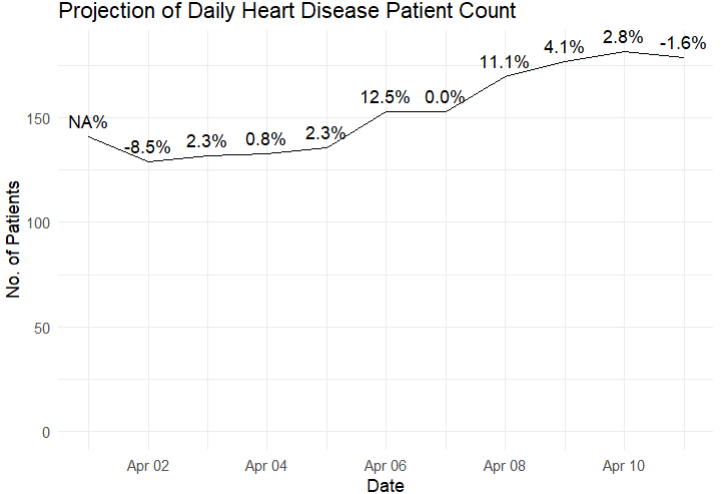 Projection of Daily Heart Disease Patient Count
NA%
-8.5%
2.3%
0.8%
2.3%
12.5%
0.0%
11.1%
4.1%
2.8%
-1.6%
No. of Patients
150
100
50
0
Apr 02
Apr 04
Apr 06
Apr 08
Apr 10
Date